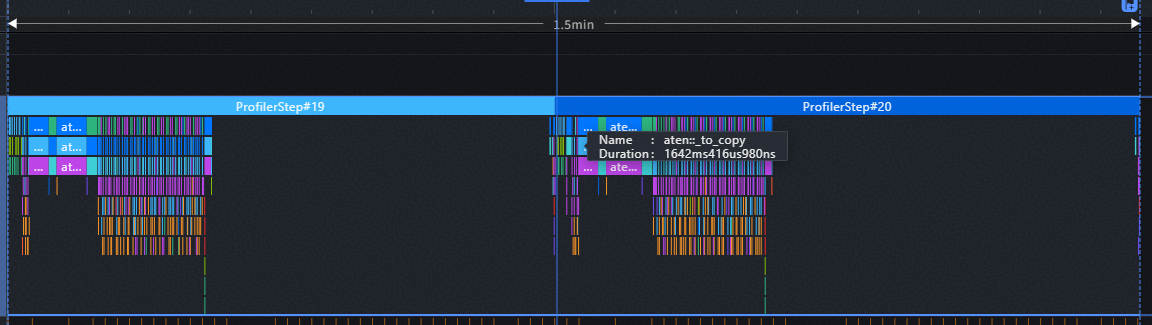 1.5min
ProfilerStep#19
ProfilerStep#20
... at... ... ate...
Name : aten::_to_copy
... at...
Duration: 1642ms416us980ns
... at... ... ate...